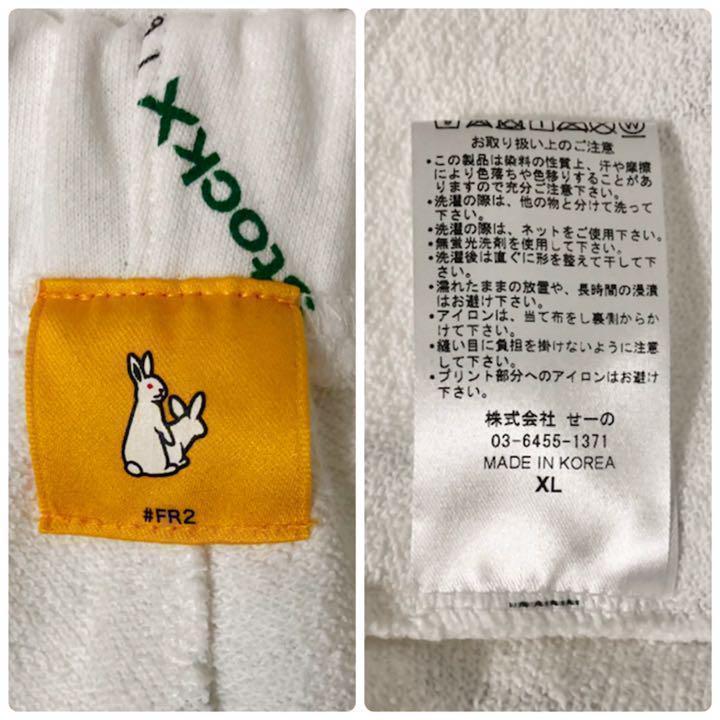 stockX
#FR2
お取り扱い上のご注意
・この製品は染料の性質上、汗や摩擦
により色落ちや色移りすることがあ
りますので充分ご注意下さい。
・洗濯の際は、他の物と分けて洗って
下さい。
・洗濯の際は、ネットをご使用下さい。
・無蛍光洗剤を使用して下さい。
・洗濯後は直ぐに形を整えて干して下
さい。
・濡れたままの放置や、長時間の浸漬
はお避け下さい。
・アイロンは、当て布をし裏側からか
けて下さい。
・縫い目に負担を掛けないように注意
して下さい。
・プリント部分へのアイロンはお避け
下さい。
株式会社 せーの
03-6455-1371
MADE IN KOREA
XL